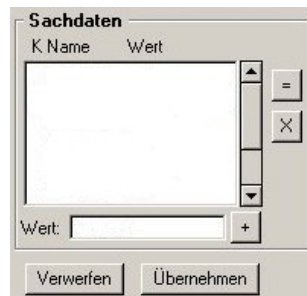 Sachdaten
K Name Wert
=
X
Wert: +
Verwerfen Übernehmen